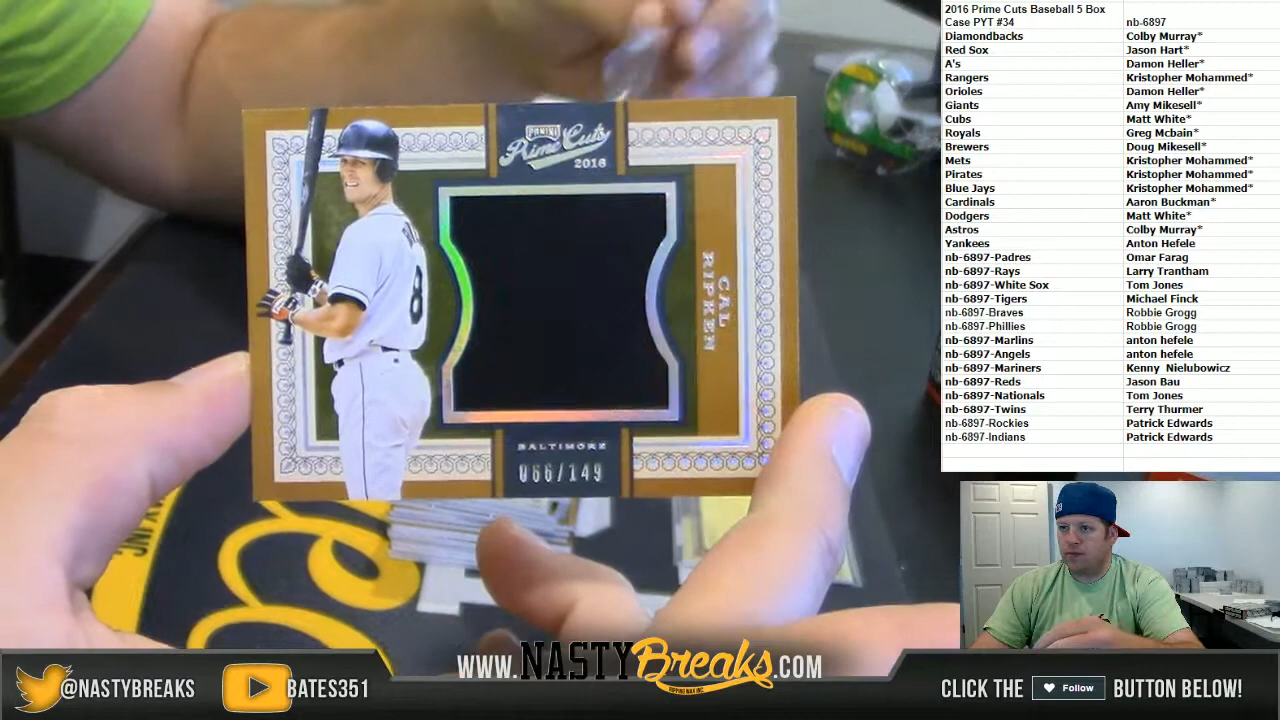 PANINI
Prime Cuts
2016
8
CAL
RIPKEN
BALTIMORE
066/149
2016 Prime Cuts Baseball 5 Box
Case PYT #34 nb-6897
Diamondbacks Colby Murray*
Red Sox Jason Hart*
A's Damon Heller*
Rangers Kristopher Mohammed*
Orioles Damon Heller*
Giants Amy Mikesell*
Cubs Matt White*
Royals Greg Mcbain*
Brewers Doug Mikesell*
Mets Kristopher Mohammed*
Pirates Kristopher Mohammed*
Blue Jays Kristopher Mohammed*
Cardinals Aaron Buckman*
Dodgers Matt White*
Astros Colby Murray*
Yankees Anton Hefele
nb-6897-Padres Omar Farag
nb-6897-Rays Larry Trantham
nb-6897-White Sox Tom Jones
nb-6897-Tigers Michael Finck
nb-6897-Braves Robbie Grogg
nb-6897-Phillies Robbie Grogg
nb-6897-Marlins anton hefele
nb-6897-Angels anton hefele
nb-6897-Mariners Kenny Nielubowicz
nb-6897-Reds Jason Bau
nb-6897-Nationals Tom Jones
nb-6897-Twins Terry Thurmer
nb-6897-Rockies Patrick Edwards
nb-6897-Indians Patrick Edwards
@NASTYBREAKS
BATES351
WWW.NASTYBreaks.COM
RIPPING WAX INC.
CLICK THE Follow BUTTON BELOW!